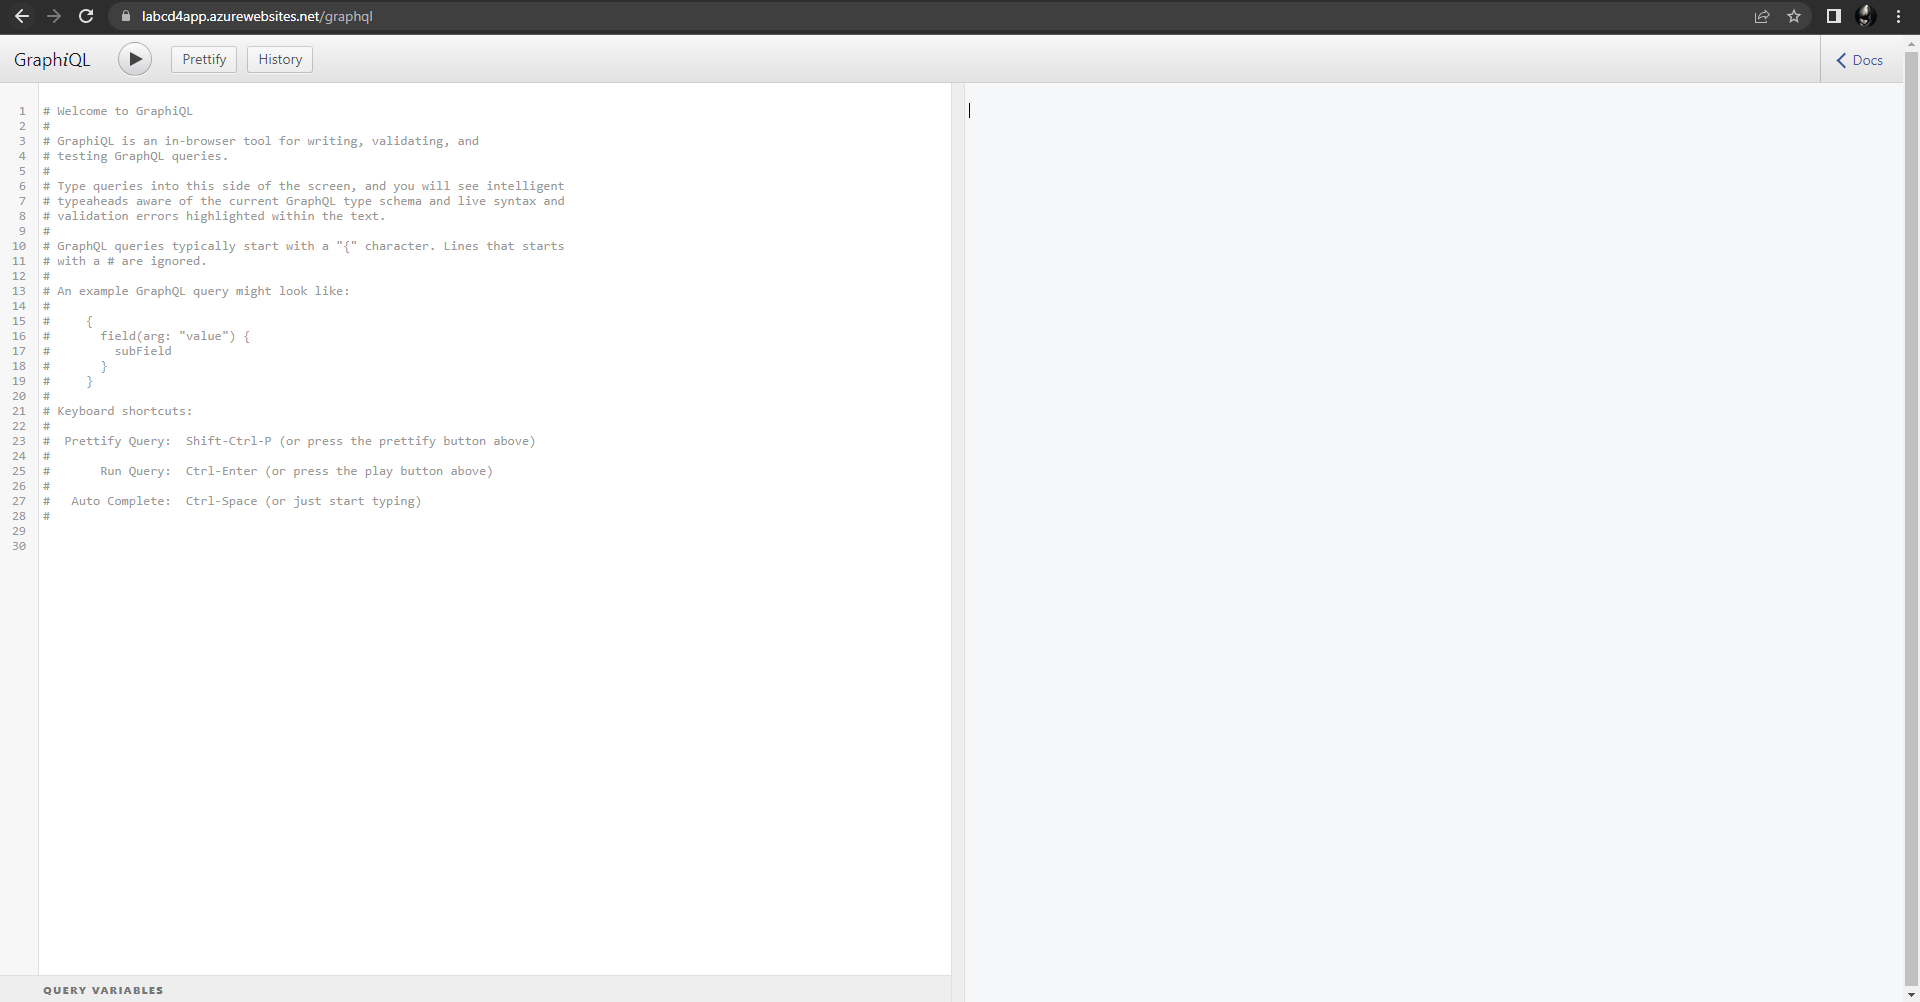 labcd4app.azurewebsites.net/graphql
GraphiQL
Prettify
History
Docs
1 # Welcome to GraphiQL
2 #
3 # GraphiQL is an in-browser tool for writing, validating, and
4 # testing GraphQL queries.
5 #
6 # Type queries into this side of the screen, and you will see intelligent
7 # typeaheads aware of the current GraphQL type schema and live syntax and
8 # validation errors highlighted within the text.
9 #
10 # GraphQL queries typically start with a "{" character. Lines that starts
11 # with a # are ignored.
12 #
13 # An example GraphQL query might look like:
14 #
15 #     {
16 #       field(arg: "value") {
17 #         subField
18 #       }
19 #     }
20 #
21 # Keyboard shortcuts:
22 #
23 #  Prettify Query:  Shift-Ctrl-P (or press the prettify button above)
24 #
25 #       Run Query:  Ctrl-Enter (or press the play button above)
26 #
27 #   Auto Complete:  Ctrl-Space (or just start typing)
28 #
29
30
QUERY VARIABLES